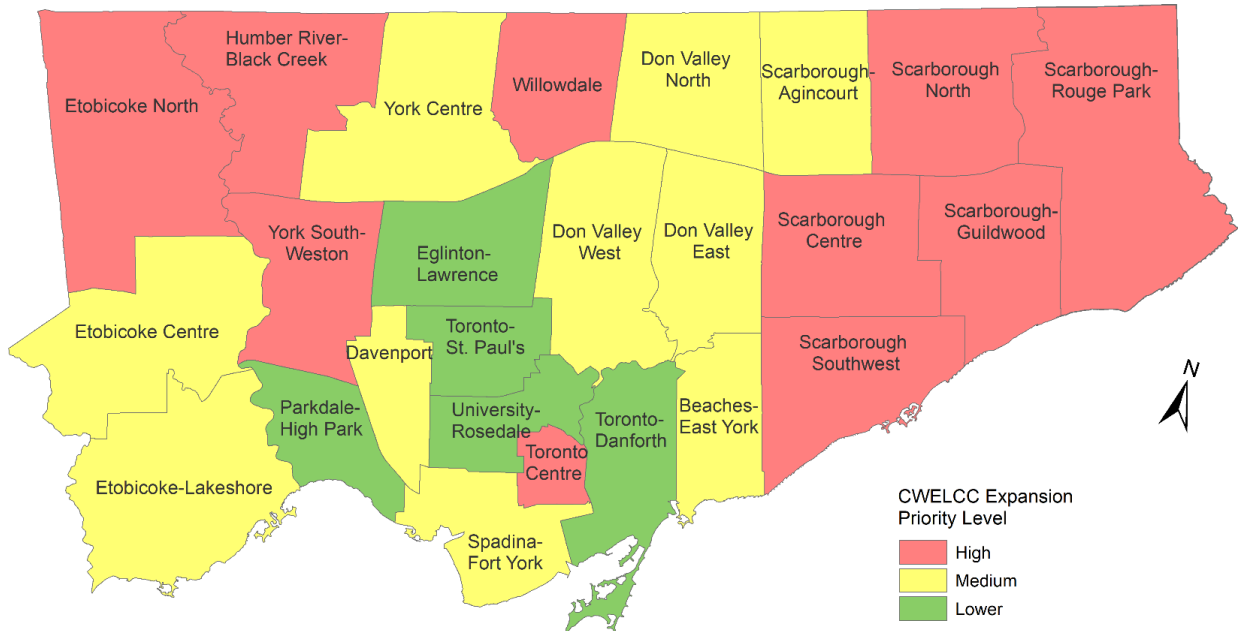 Humber River-
Black Creek
Etobicoke North
York Centre
Willowdale
Don Valley
North
Scarborough-
Agincourt
Scarborough
North
Scarborough-
Rouge Park
York South-
Weston
Eglinton-
Lawrence
Don Valley
West
Don Valley
East
Scarborough
Centre
Scarborough-
Guildwood
Etobicoke Centre
Davenport
Toronto-
St. Paul's
Scarborough
Southwest
Parkdale-
High Park
University-
Rosedale
Toronto-
Danforth
Beaches-
East York
Toronto
Centre
Etobicoke-Lakeshore
Spadina-
Fort York
N
CWELCC Expansion
Priority Level
High
Medium
Lower